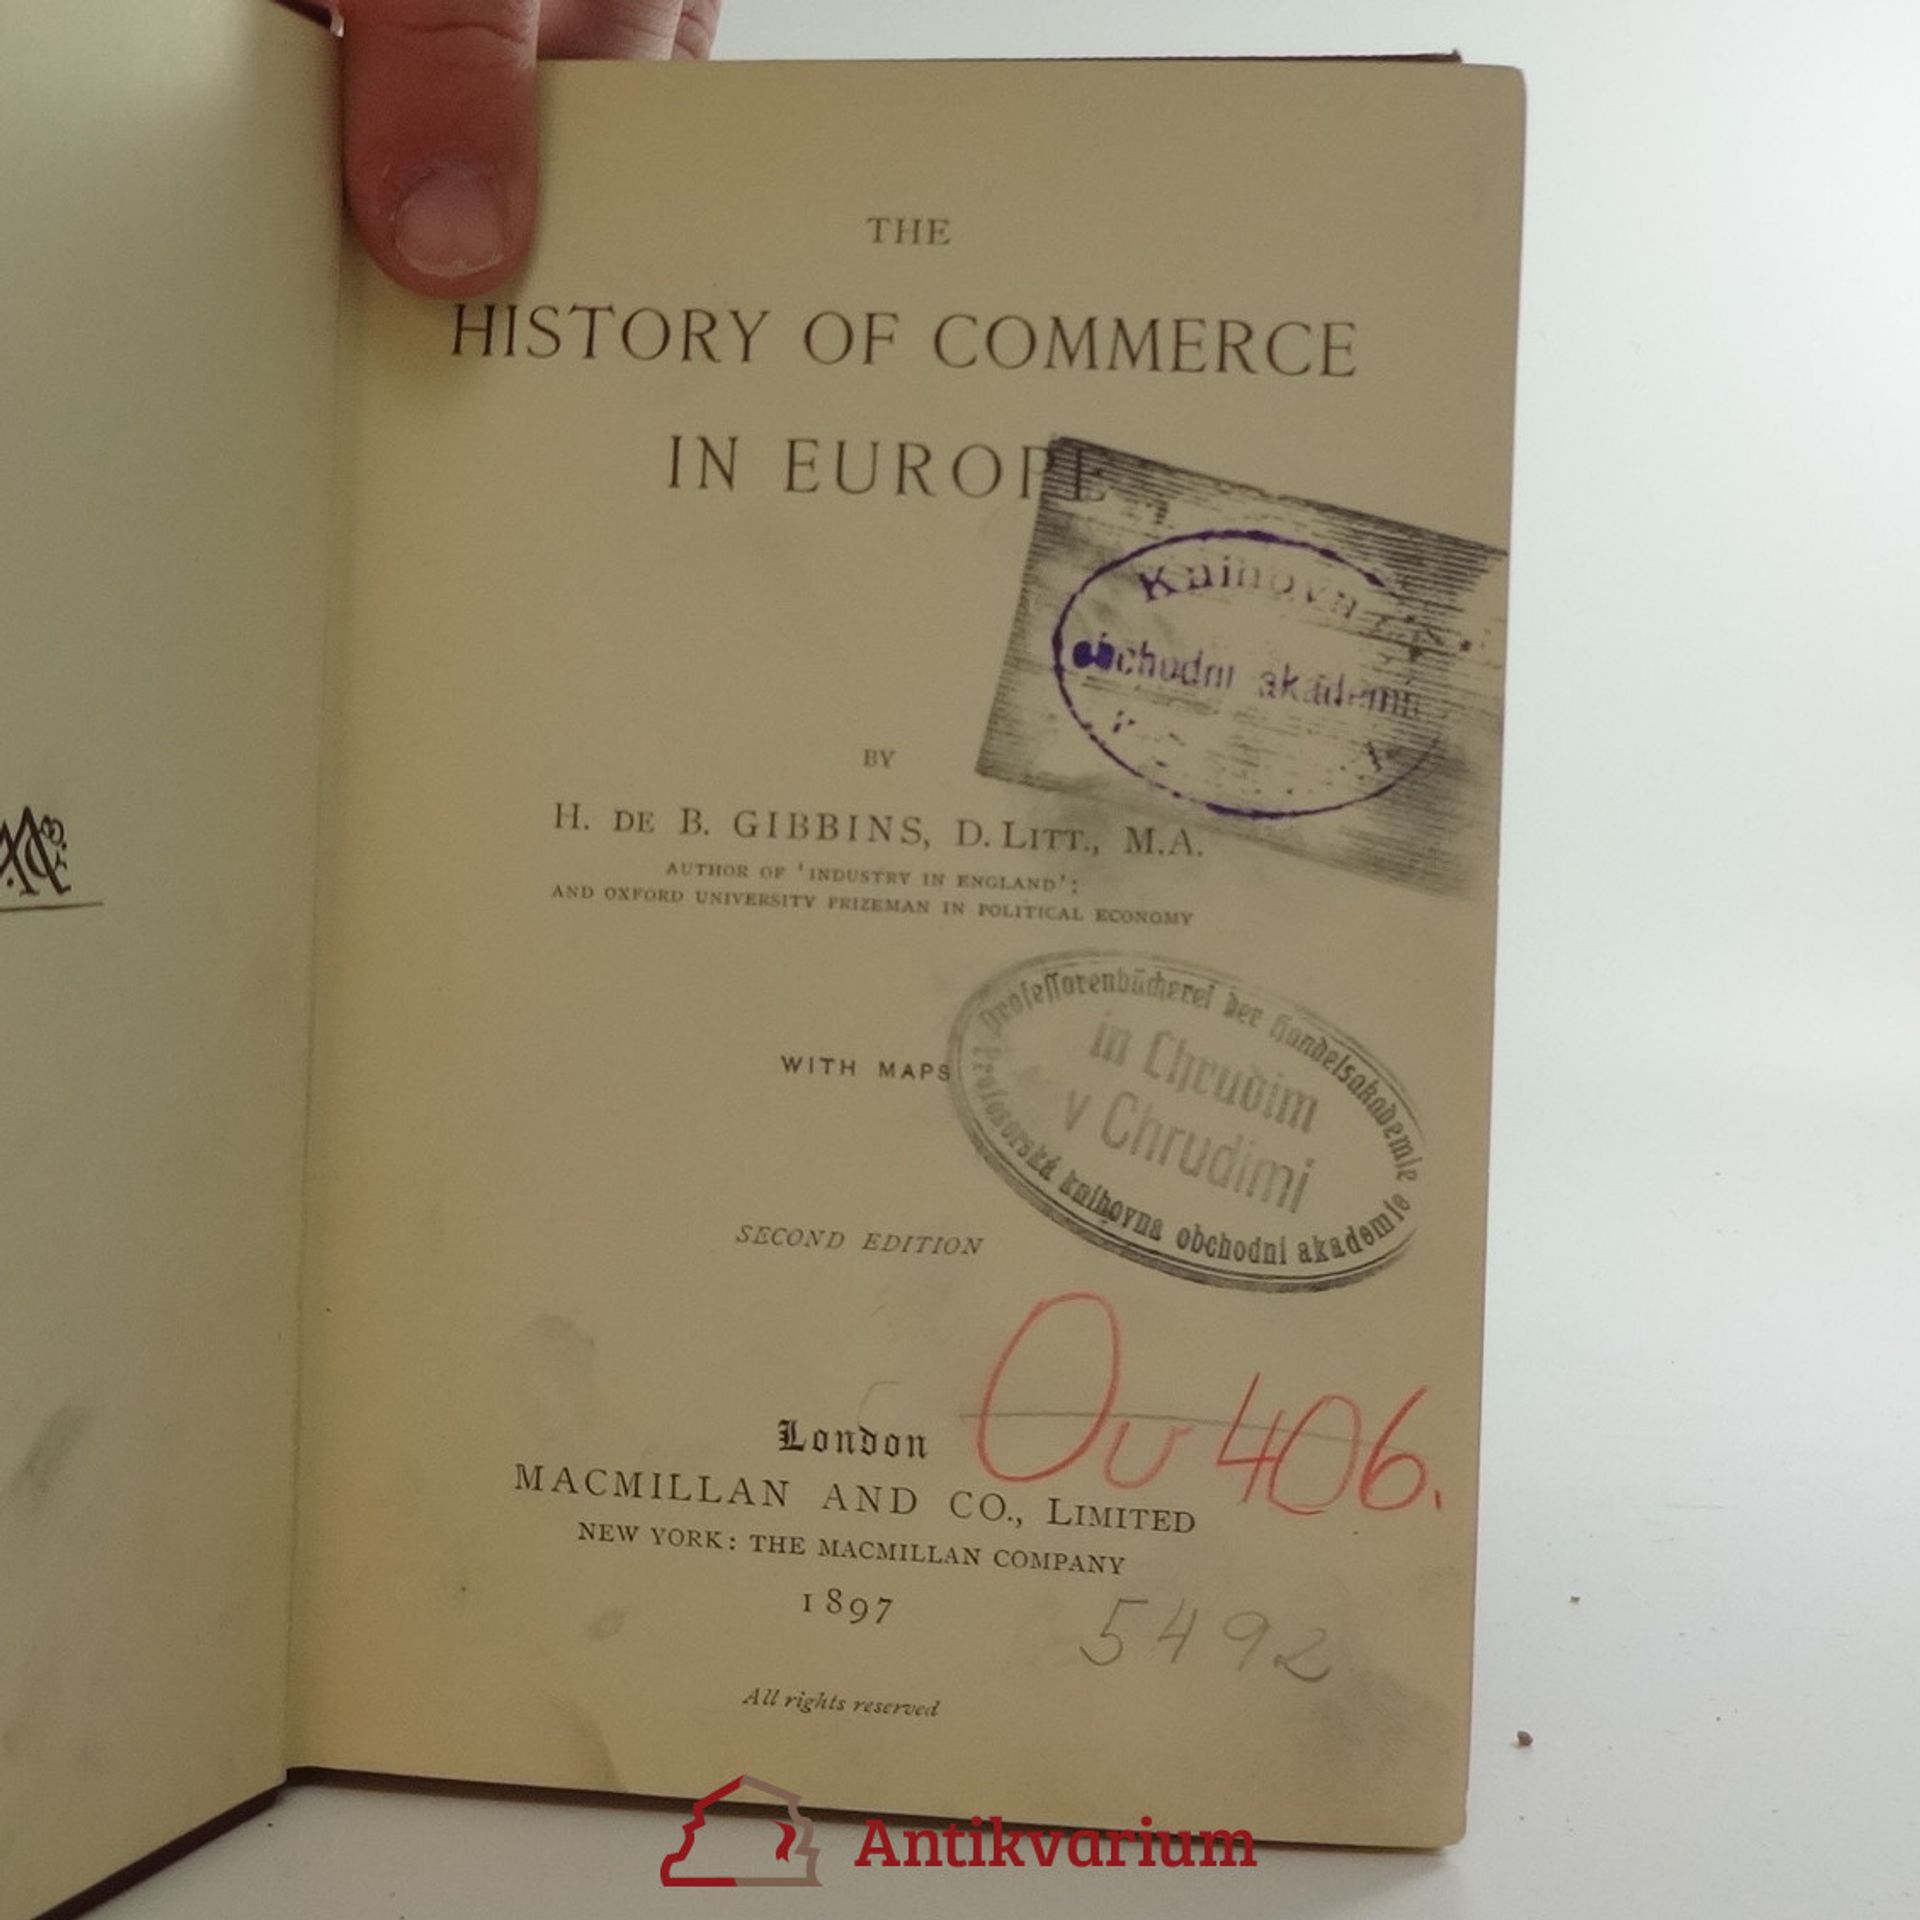 THE
HISTORY OF COMMERCE
IN EUROPE
Knihovna
obchodní akademie
BY
H. DE B. GIBBINS, D.LITT., M.A.
AUTHOR OF 'INDUSTRY IN ENGLAND';
AND OXFORD UNIVERSITY PRIZEMAN IN POLITICAL ECONOMY
Professorenbücherei der Handelsakademie
in Chrudim
v Chrudimi
Profesorská knihovna obchodní akademie
WITH MAPS
SECOND EDITION
Ou 406.
London
MACMILLAN AND CO., LIMITED
NEW YORK: THE MACMILLAN COMPANY
1897
5492
All rights reserved
Antikvarium